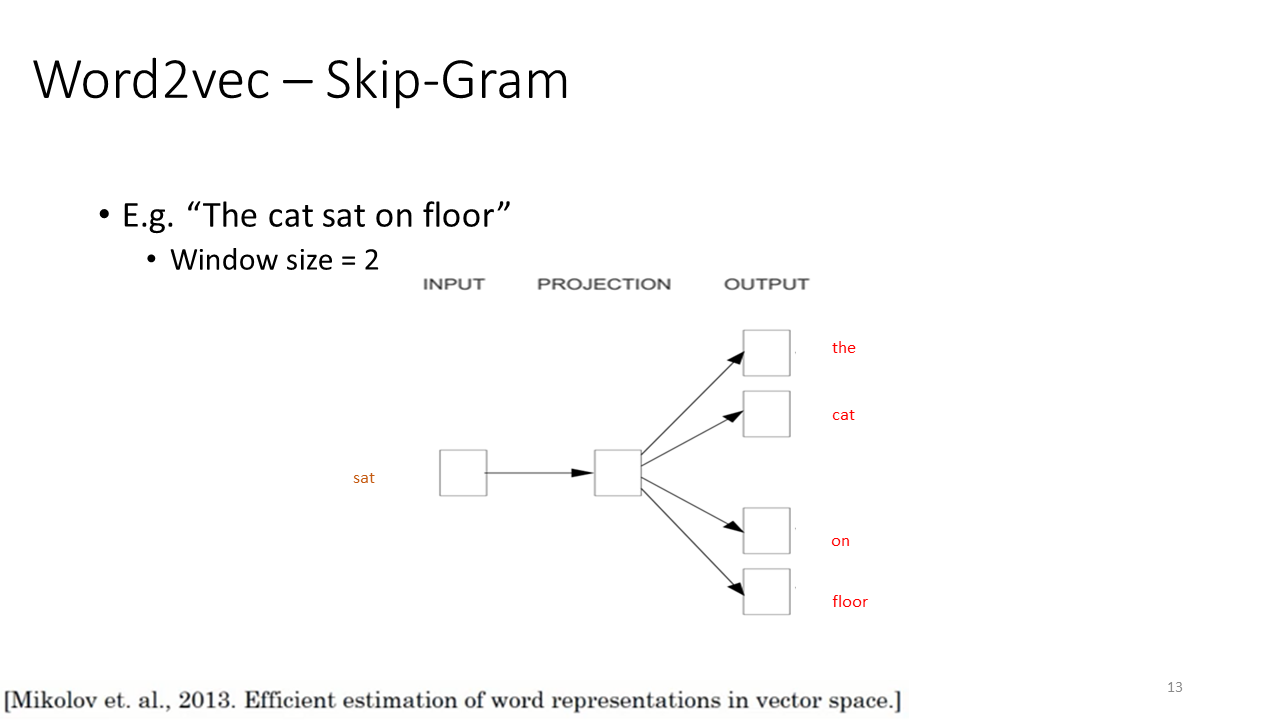 Word2vec – Skip-Gram
• E.g. “The cat sat on floor”
• Window size = 2
INPUT PROJECTION OUTPUT
the
cat
sat
on
floor
[Mikolov et. al., 2013. Efficient estimation of word representations in vector space.]
13